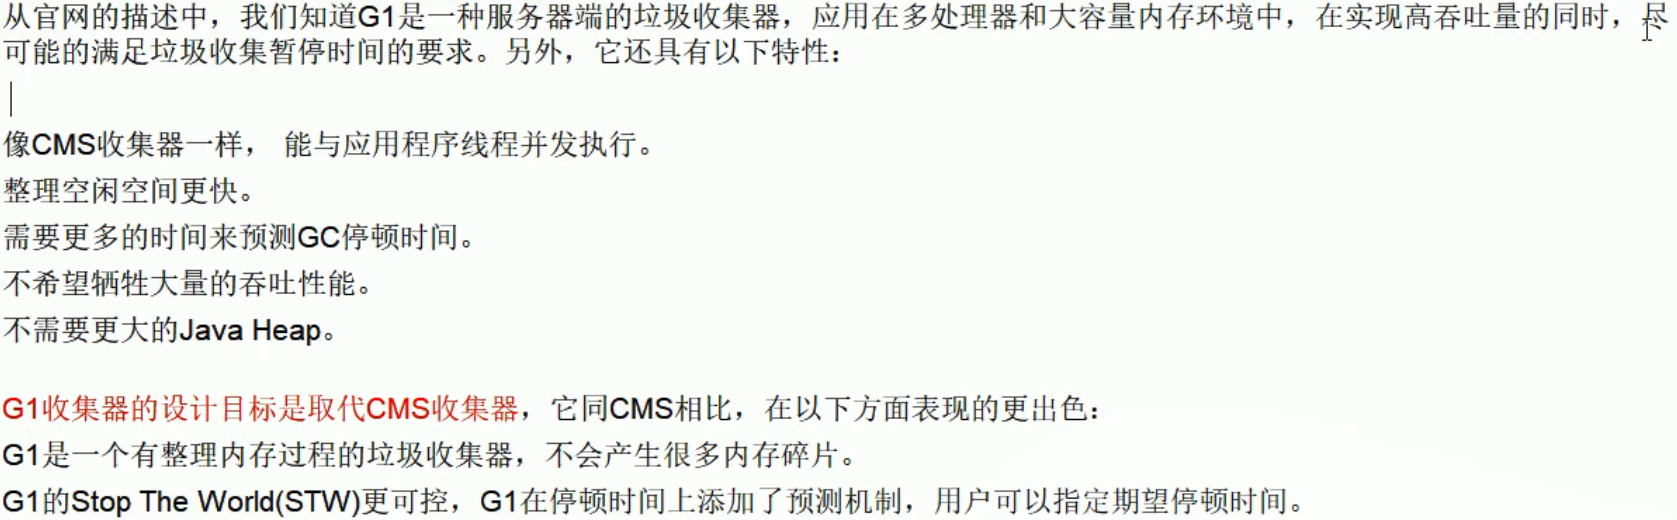 从官网的描述中，我们知道G1是一种服务器端的垃圾收集器，应用在多处理器和大容量内存环境中，在实现高吞吐量的同时，尽
可能的满足垃圾收集暂停时间的要求。另外，它还具有以下特性：
像CMS收集器一样， 能与应用程序线程并发执行。
整理空闲空间更快。
需要更多的时间来预测GC停顿时间。
不希望牺牲大量的吞吐性能。
不需要更大的Java Heap。
G1收集器的设计目标是取代CMS收集器，它同CMS相比，在以下方面表现的更出色：
G1是一个有整理内存过程的垃圾收集器，不会产生很多内存碎片。
G1的Stop The World(STW)更可控，G1在停顿时间上添加了预测机制，用户可以指定期望停顿时间。